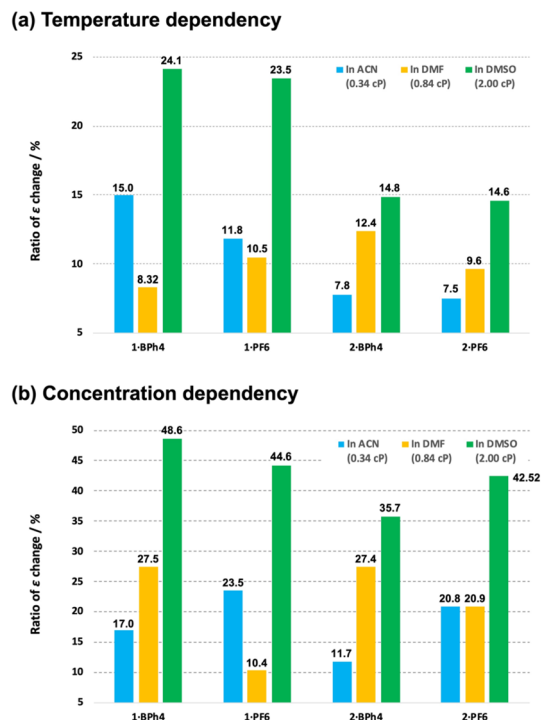 (a) Temperature dependency
Ratio of ε change / %
25
20
15
10
5
In ACN In DMF In DMSO
(0.34 cP) (0.84 cP) (2.00 cP)
15.0 8.32 24.1
11.8 10.5 23.5
7.8 12.4 14.8
7.5 9.6 14.6
1·BPh4 1·PF6 2·BPh4 2·PF6
(b) Concentration dependency
Ratio of ε change / %
50
45
40
35
30
25
20
15
10
5
In ACN In DMF In DMSO
(0.34 cP) (0.84 cP) (2.00 cP)
17.0 27.5 48.6
23.5 10.4 44.6
11.7 27.4 35.7
20.8 20.9 42.52
1·BPh4 1·PF6 2·BPh4 2·PF6